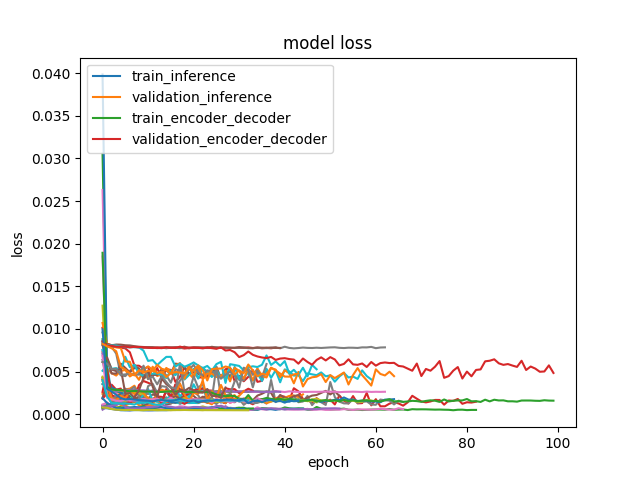 model loss
train_inference
validation_inference
train_encoder_decoder
validation_encoder_decoder
0.040
0.035
0.030
0.025
0.020
0.015
0.010
0.005
0.000
loss
0 20 40 60 80 100
epoch